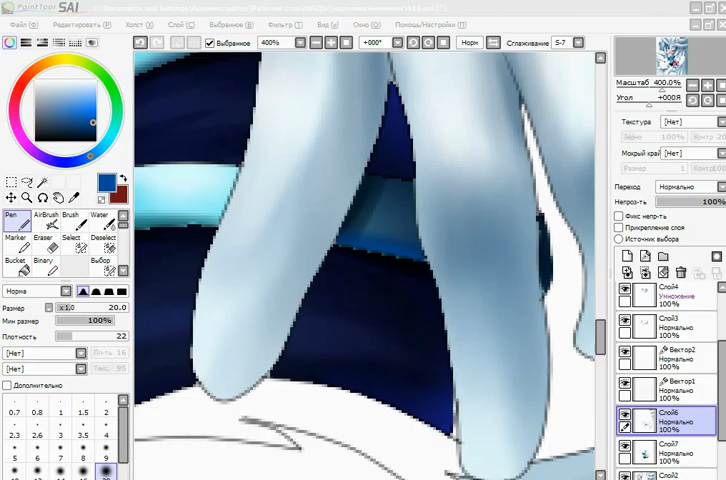 PaintTool SAI
Файл (F) Редактировать (P) Холст (X) Слой (С) Выбранное (В) Фильтр (Т) Вид (а) Окно (О) Помощь/Настройки (П)
Выбранное 400% +000° Норм Сглаживание 5-7
Масштаб 400.0%
Угол +000Я
Текстура [Нет]
100%
Мокрый край [Нет]
1
Переход Нормально
Непроз-ть 100%
Фикс непр-ть
Прикрепление слоя
Источник выбора
Pen AirBrush Brush Water
Marker Eraser Select Deselect
Bucket Binary Выбор
Норма
Размер x1.0 20.0
Мин размер 100%
Плотность 22
[Нет]
[Нет]
Дополнительно
0.7 0.8 1 1.5 2
2.3 2.6 3 3.5 4
5 6 7 8 9
Слой4
Умножение
100%
Слой3
Нормально
100%
Вектор2
Нормально
100%
Вектор1
Нормально
100%
Слой6
Нормально
100%
Слой7
Нормально
100%
Слой2